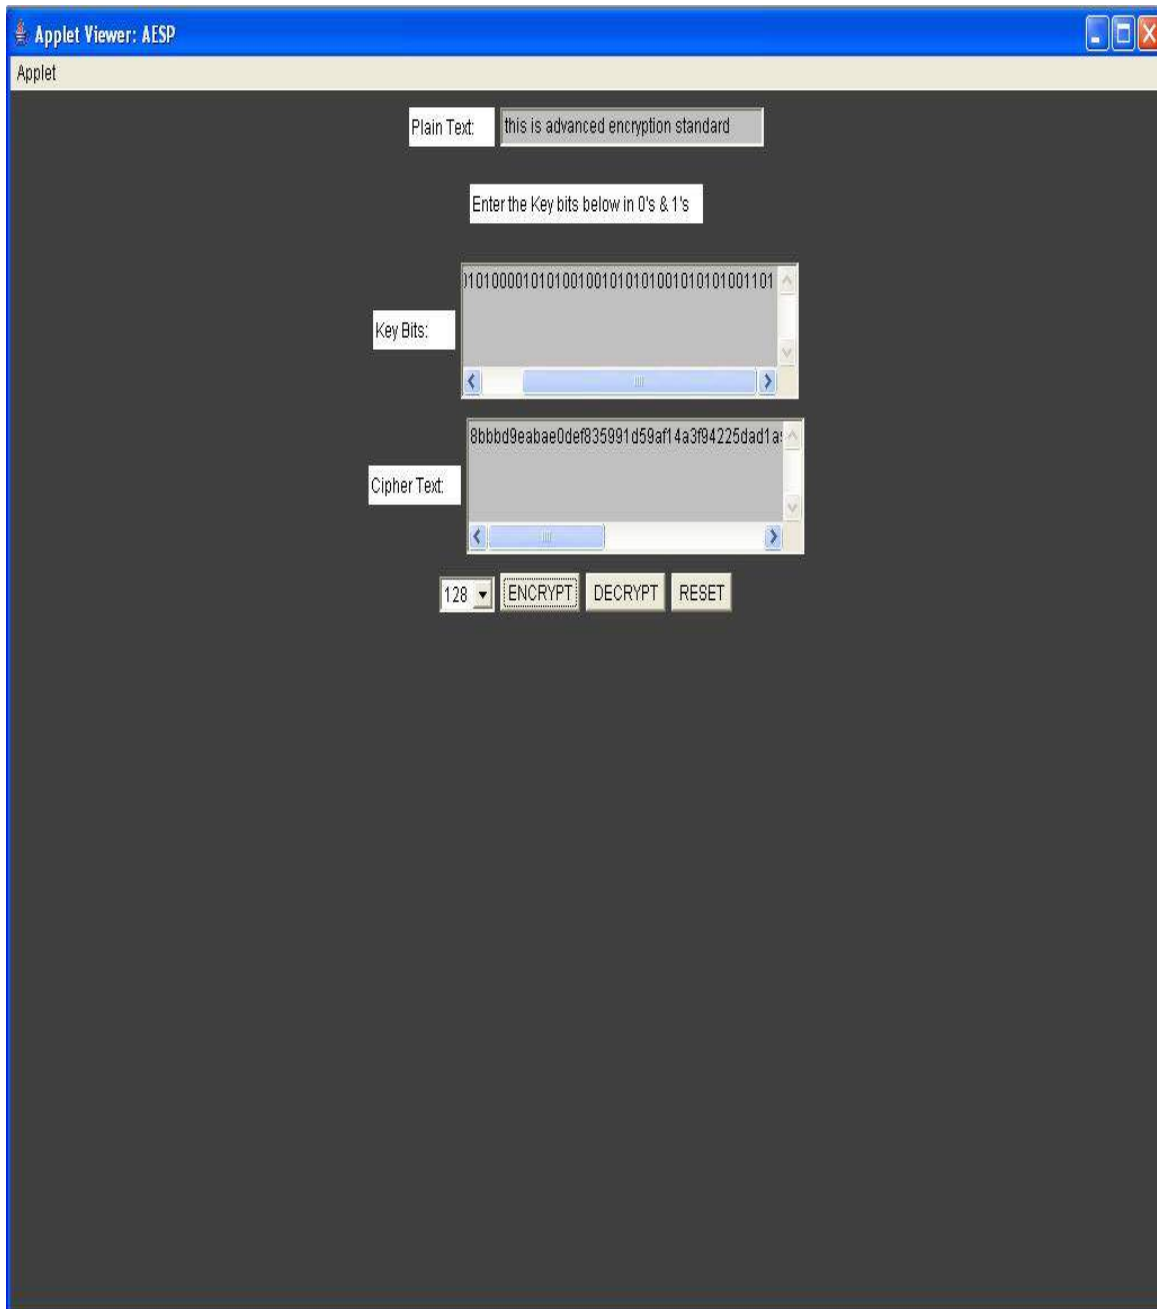 Applet Viewer: AESP
Applet
Plain Text: this is advanced encryption standard
Enter the Key bits below in 0's & 1's
Key Bits:
Cipher Text:
128 ENCRYPT DECRYPT RESET